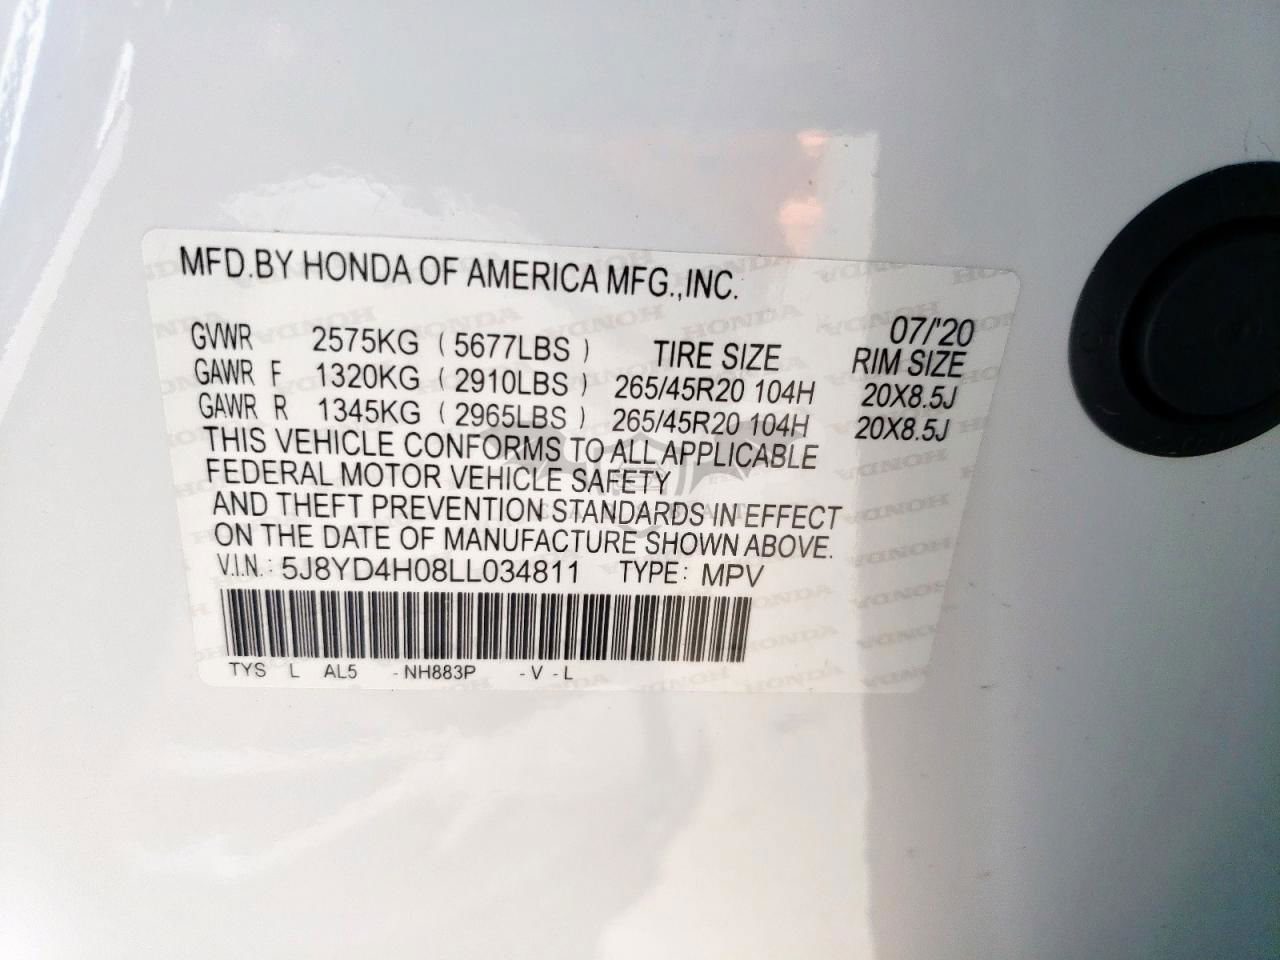 MFD.BY HONDA OF AMERICA MFG.,INC.
07/'20
GVWR 2575KG ( 5677LBS ) TIRE SIZE RIM SIZE
GAWR F 1320KG ( 2910LBS ) 265/45R20 104H 20X8.5J
GAWR R 1345KG ( 2965LBS ) 265/45R20 104H 20X8.5J
THIS VEHICLE CONFORMS TO ALL APPLICABLE
FEDERAL MOTOR VEHICLE SAFETY
AND THEFT PREVENTION STANDARDS IN EFFECT
ON THE DATE OF MANUFACTURE SHOWN ABOVE.
V.I.N.: 5J8YD4H08LL034811 TYPE: MPV
TYS L AL5 -NH883P -V -L